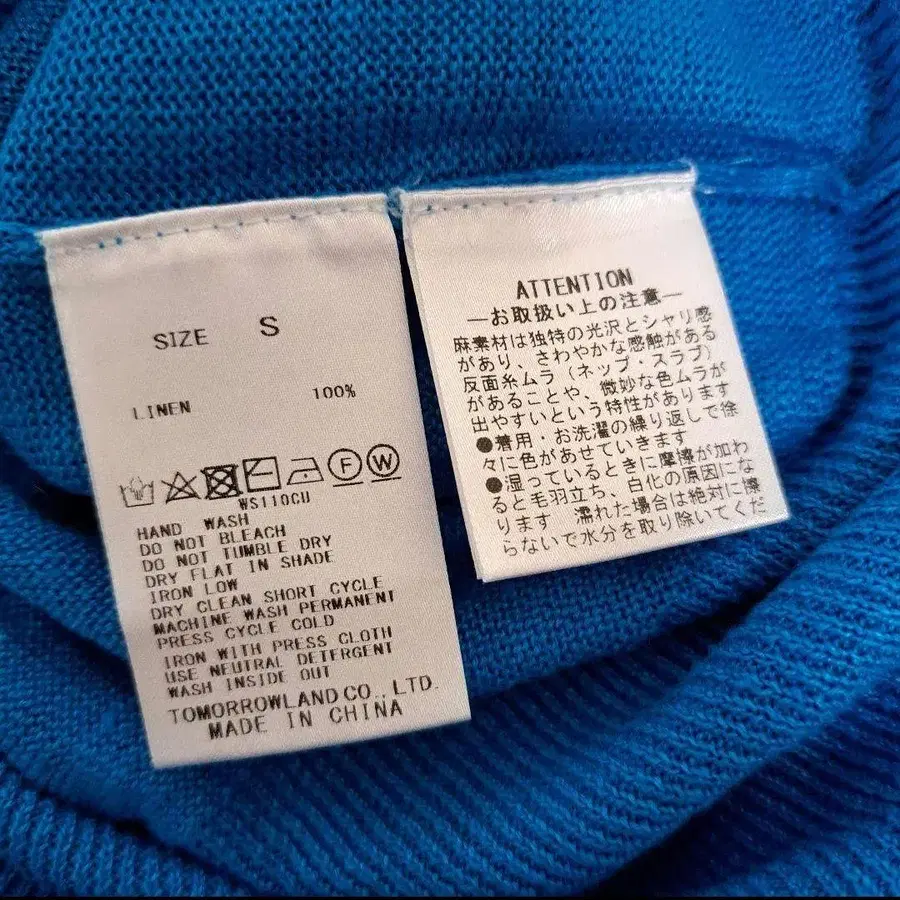 SIZE S
LINEN 100%
F W
WS110CU
HAND WASH
DO NOT BLEACH
DO NOT TUMBLE DRY
DRY FLAT IN SHADE
IRON LOW
DRY CLEAN SHORT CYCLE
MACHINE WASH PERMANENT
PRESS CYCLE COLD
IRON WITH PRESS CLOTH
USE NEUTRAL DETERGENT
WASH INSIDE OUT
TOMORROWLAND CO., LTD.
MADE IN CHINA
ATTENTION
―お取扱い上の注意―
麻素材は独特の光沢とシャリ感
があり、さわやかな感触がある
反面糸ムラ（ネップ・スラブ）
があることや、微妙な色ムラが
出やすいという特性があります
●着用・お洗濯の繰り返しで徐
々に色があせていきます
●湿っているときに摩擦が加わ
ると毛羽立ち、白化の原因にな
ります 濡れた場合は絶対に擦
らないで水分を取り除いてくだ